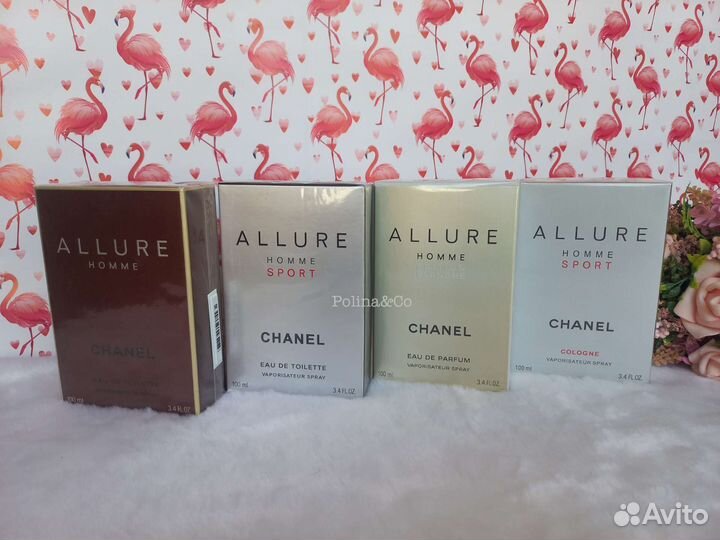 ALLURE
HOMME
CHANEL
100 ml
3.4 FL.OZ
ALLURE
HOMME
SPORT
Polina&Co
CHANEL
EAU DE TOILETTE
VAPORISATEUR SPRAY
100 ml
3.4 FL.OZ
ALLURE
HOMME
CHANEL
EAU DE PARFUM
VAPORISATEUR SPRAY
100 ml
3.4 FL.OZ
ALLURE
HOMME
SPORT
CHANEL
COLOGNE
VAPORISATEUR SPRAY
100 ml
3.4 FL.OZ
Avito